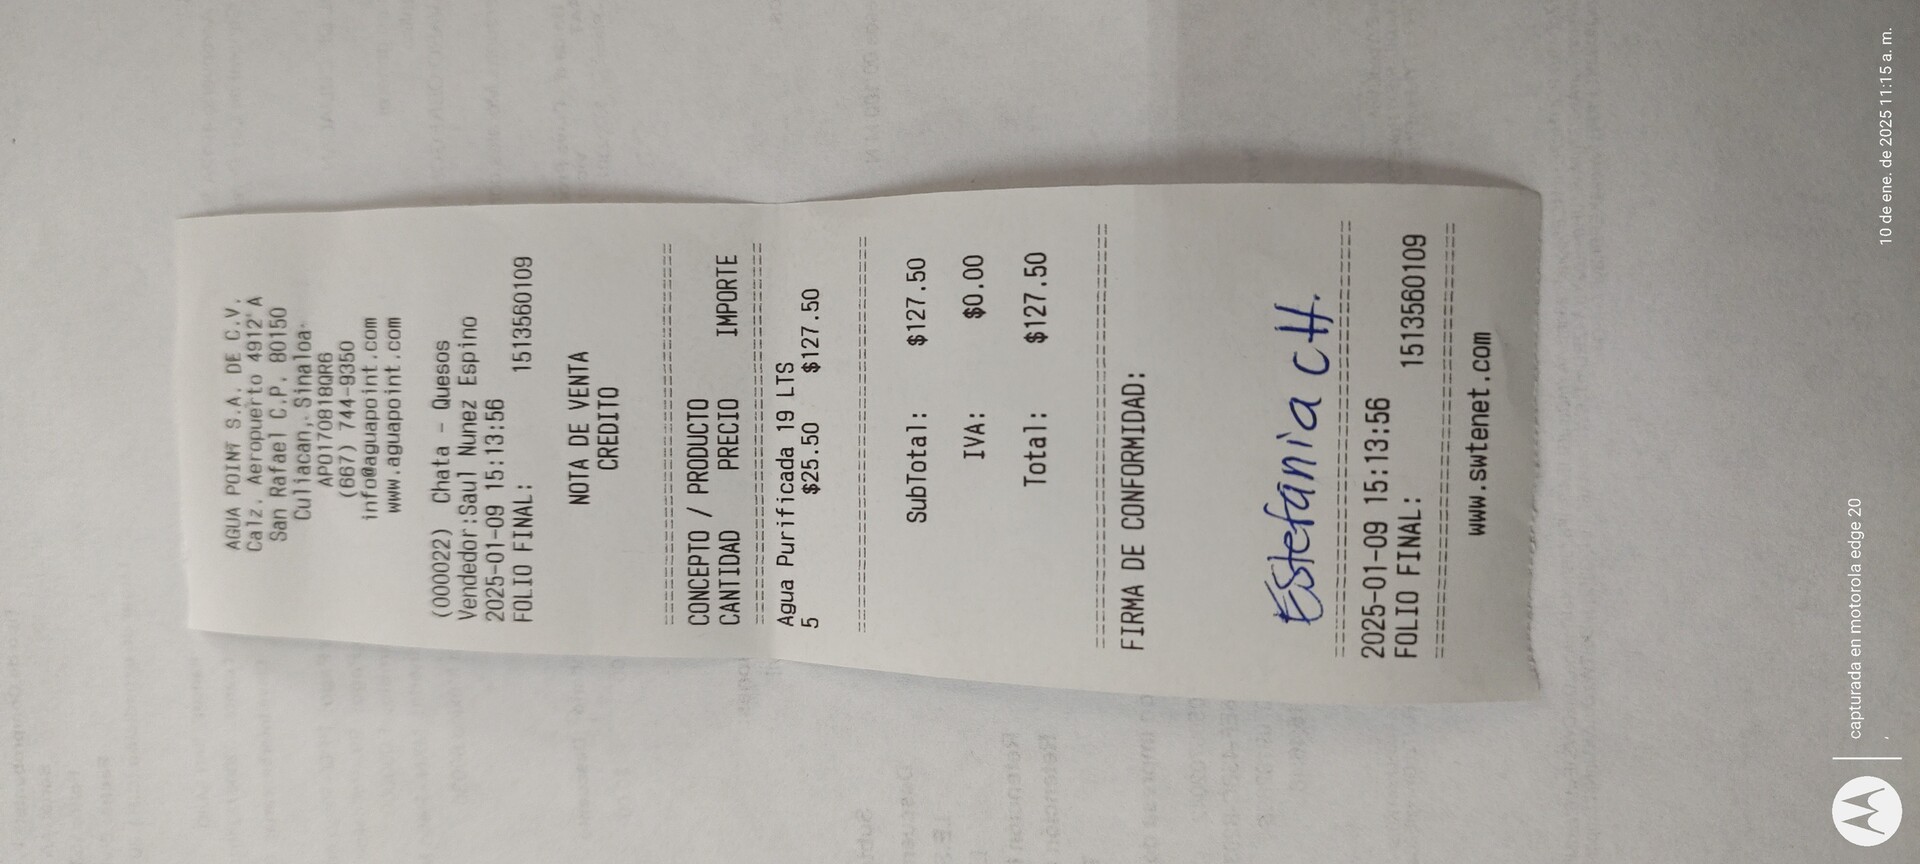 AGUA POINT S.A. DE C.V.
Calz. Aeropuerto 4912 A
San Rafael C.P. 80150
Culiacan, Sinaloa
APO170818QR6
(667) 744-9350
info@aguapoint.com
www.aguapoint.com
(000022) Chata - Quesos
Vendedor:Saul Nunez Espino
2025-01-09 15:13:56
FOLIO FINAL: 1513560109
NOTA DE VENTA
CREDITO
================================
CONCEPTO / PRODUCTO
CANTIDAD PRECIO IMPORTE
================================
Agua Purificada 19 LTS
5 $25.50 $127.50
================================
SubTotal: $127.50
IVA: $0.00
Total: $127.50
================================
FIRMA DE CONFORMIDAD:
Estefania CH.
================================
2025-01-09 15:13:56
FOLIO FINAL: 1513560109
================================
www.swtenet.com
capturada en motorola edge 20
10 de ene. de 2025 11:15 a. m.